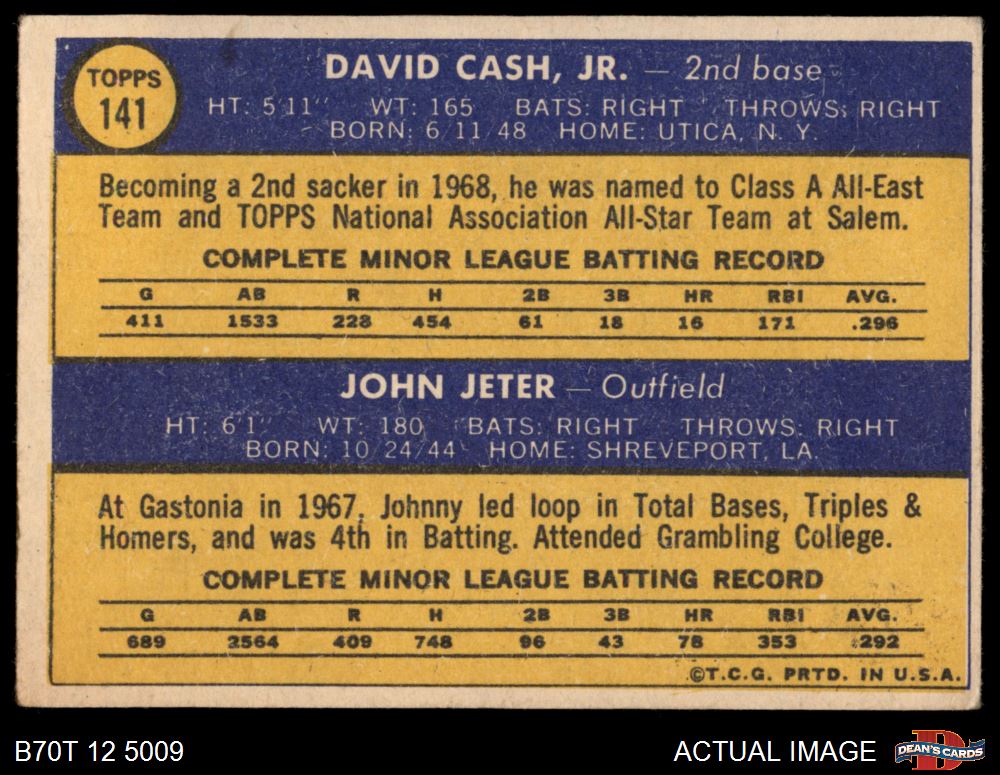 TOPPS
141
DAVID CASH, JR. — 2nd base
HT: 5'11" WT: 165 BATS: RIGHT THROWS: RIGHT
BORN: 6/11/48 HOME: UTICA, N. Y.
Becoming a 2nd sacker in 1968, he was named to Class A All-East
Team and TOPPS National Association All-Star Team at Salem.
COMPLETE MINOR LEAGUE BATTING RECORD
G AB R H 2B 3B HR RBI AVG.
411 1533 228 454 61 18 16 171 .296
JOHN JETER — Outfield
HT: 6'1" WT: 180 BATS: RIGHT THROWS: RIGHT
BORN: 10/24/44 HOME: SHREVEPORT, LA.
At Gastonia in 1967, Johnny led loop in Total Bases, Triples &
Homers, and was 4th in Batting. Attended Grambling College.
COMPLETE MINOR LEAGUE BATTING RECORD
G AB R H 2B 3B HR RBI AVG.
689 2564 409 748 96 43 78 353 .292
©T.C.G. PRTD. IN U.S.A.
B70T 12 5009 ACTUAL IMAGE DEAN'S CARDS